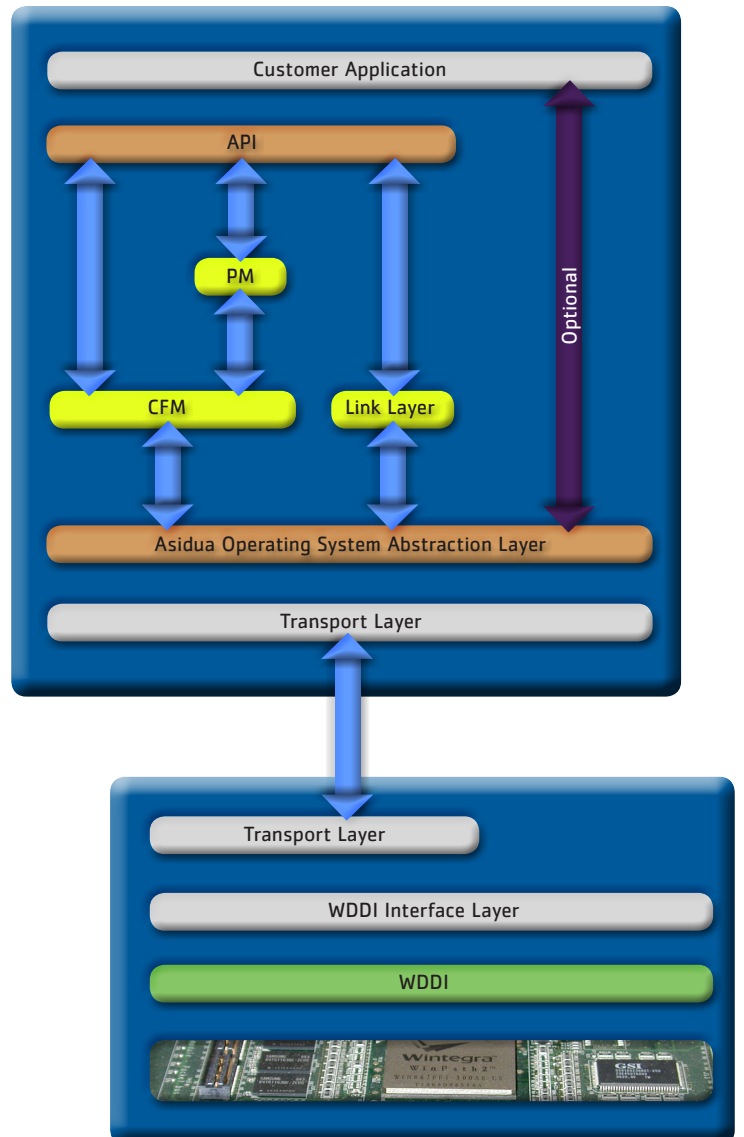 Customer Application
API
PM
Optional
CFM
Link Layer
Asidua Operating System Abstraction Layer
Transport Layer
Transport Layer
WDDI Interface Layer
WDDI
Wintegra
WinPath2™
GSI